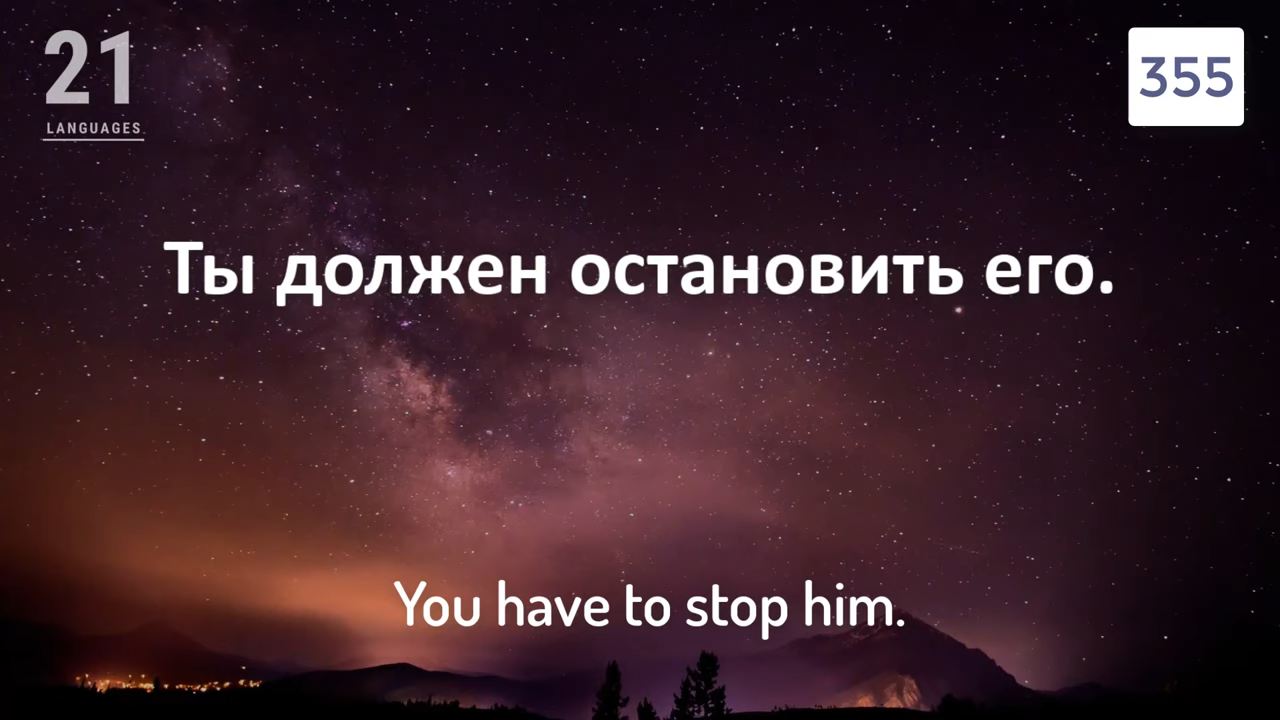 21
LANGUAGES
355
Ты должен остановить его.
You have to stop him.